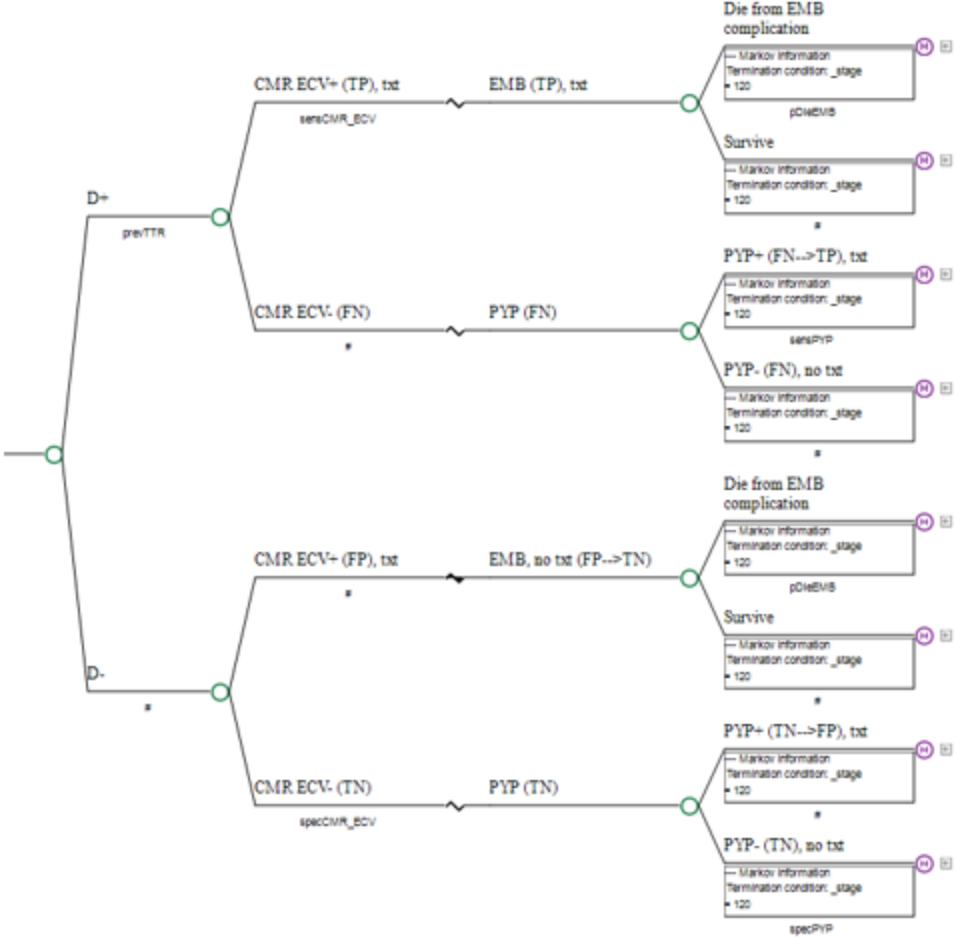 Die from EMB
complication
--- Markov Information
Termination condition: _stage
= 120
pDieEMB
CMR ECV+ (TP), txt
sensCMR_ECV
EMB (TP), txt
Survive
--- Markov Information
Termination condition: _stage
= 120
#
D+
prevTTR
PYP+ (FN-->TP), txt
--- Markov Information
Termination condition: _stage
= 120
sensPYP
CMR ECV- (FN)
#
PYP (FN)
PYP- (FN), no txt
--- Markov Information
Termination condition: _stage
= 120
#
Die from EMB
complication
--- Markov Information
Termination condition: _stage
= 120
pDieEMB
CMR ECV+ (FP), txt
#
EMB, no txt (FP-->TN)
Survive
--- Markov Information
Termination condition: _stage
= 120
#
D-
#
PYP+ (TN-->FP), txt
--- Markov Information
Termination condition: _stage
= 120
#
CMR ECV- (TN)
specCMR_ECV
PYP (TN)
PYP- (TN), no txt
--- Markov Information
Termination condition: _stage
= 120
specPYP
M
M
M
M
M
M
M
M